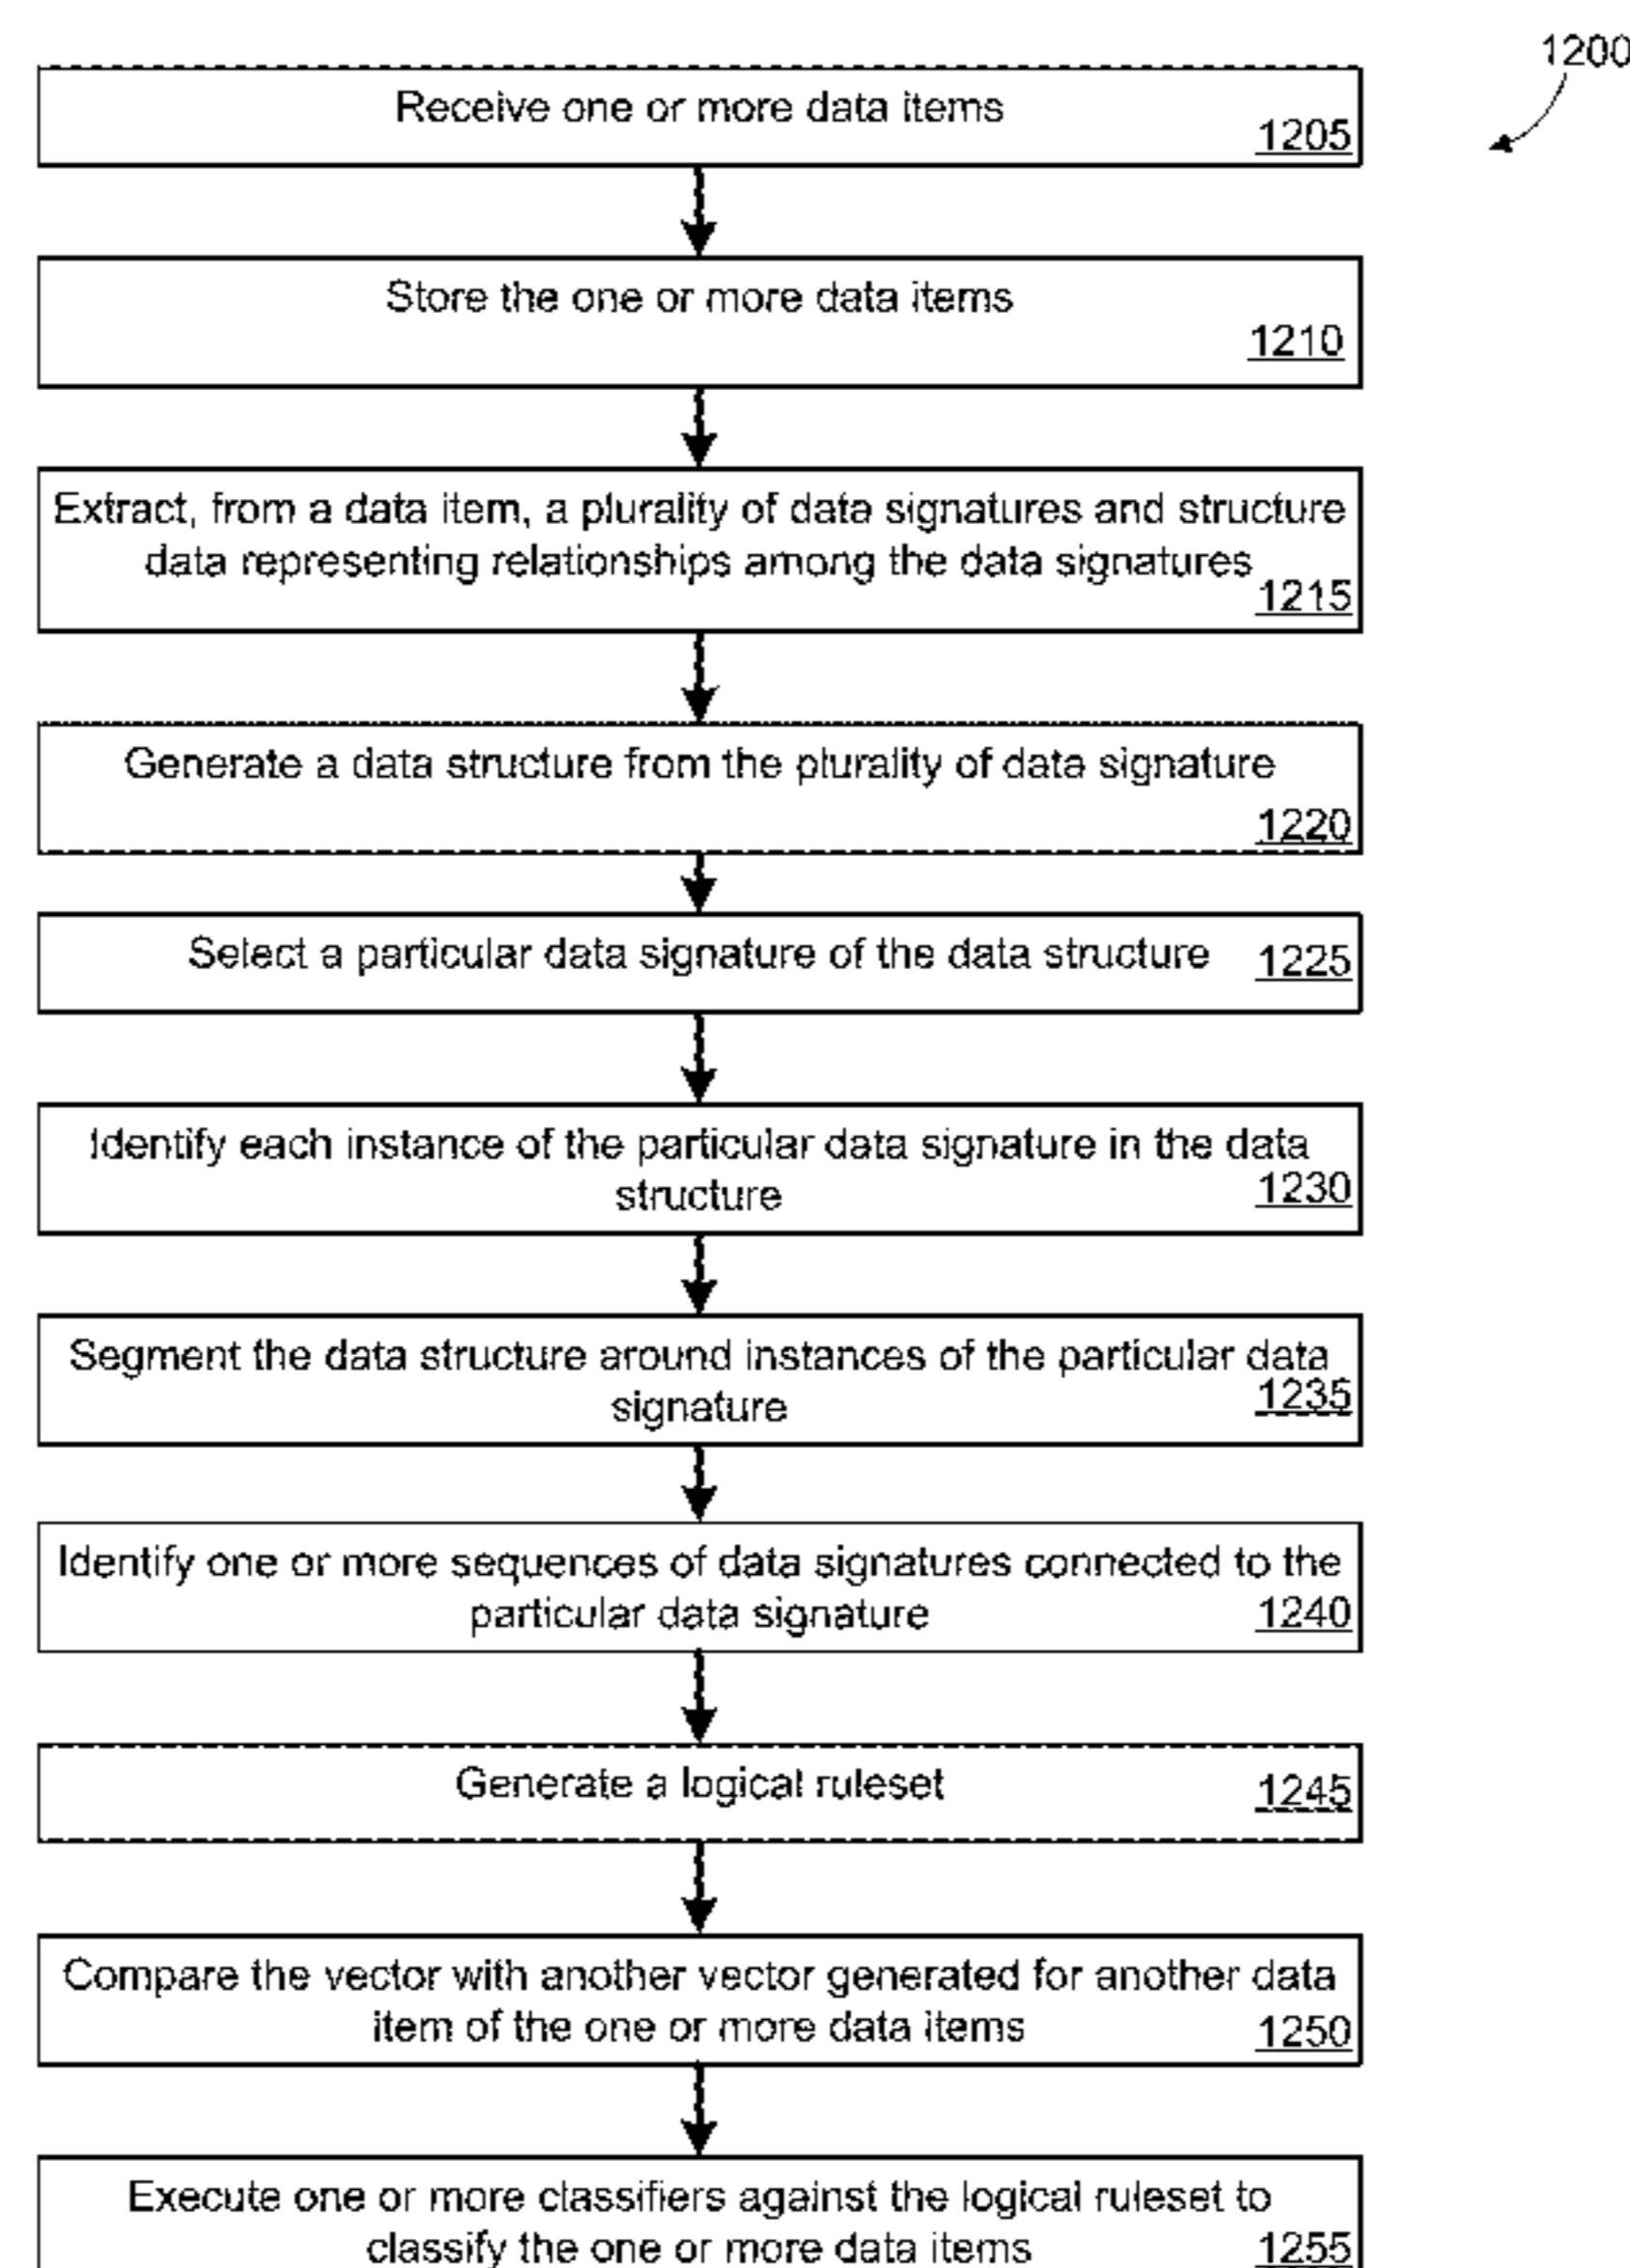 1200
Receive one or more data items
1205
Store the one or more data items
1210
Extract, from a data item, a plurality of data signatures and structure
data representing relationships among the data signatures
1215
Generate a data structure from the plurality of data signature
1220
Select a particular data signature of the data structure 1225
Identify each instance of the particular data signature in the data
structure 1230
Segment the data structure around instances of the particular data
signature 1235
Identify one or more sequences of data signatures connected to the
particular data signature 1240
Generate a logical ruleset 1245
Compare the vector with another vector generated for another data
item of the one or more data items 1250
Execute one or more classifiers against the logical ruleset to
classify the one or more data items 1255